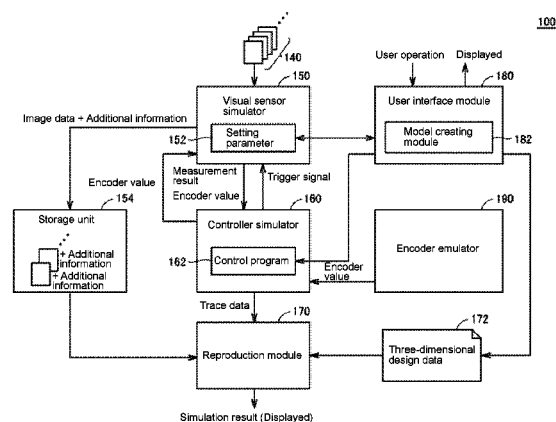 100
140
150
User operation
Displayed
180
Image data + Additional information
Visual sensor
simulator
User interface module
152
Setting
parameter
Model creating
module
182
Encoder value
Measurement
result
Encoder value
Trigger signal
154
160
190
Storage unit
+ Additional
information
+ Additional
information
Controller simulator
162
Control program
Encoder
value
Encoder emulator
Trace data
170
172
Reproduction module
Three-dimensional
design data
Simulation result (Displayed)